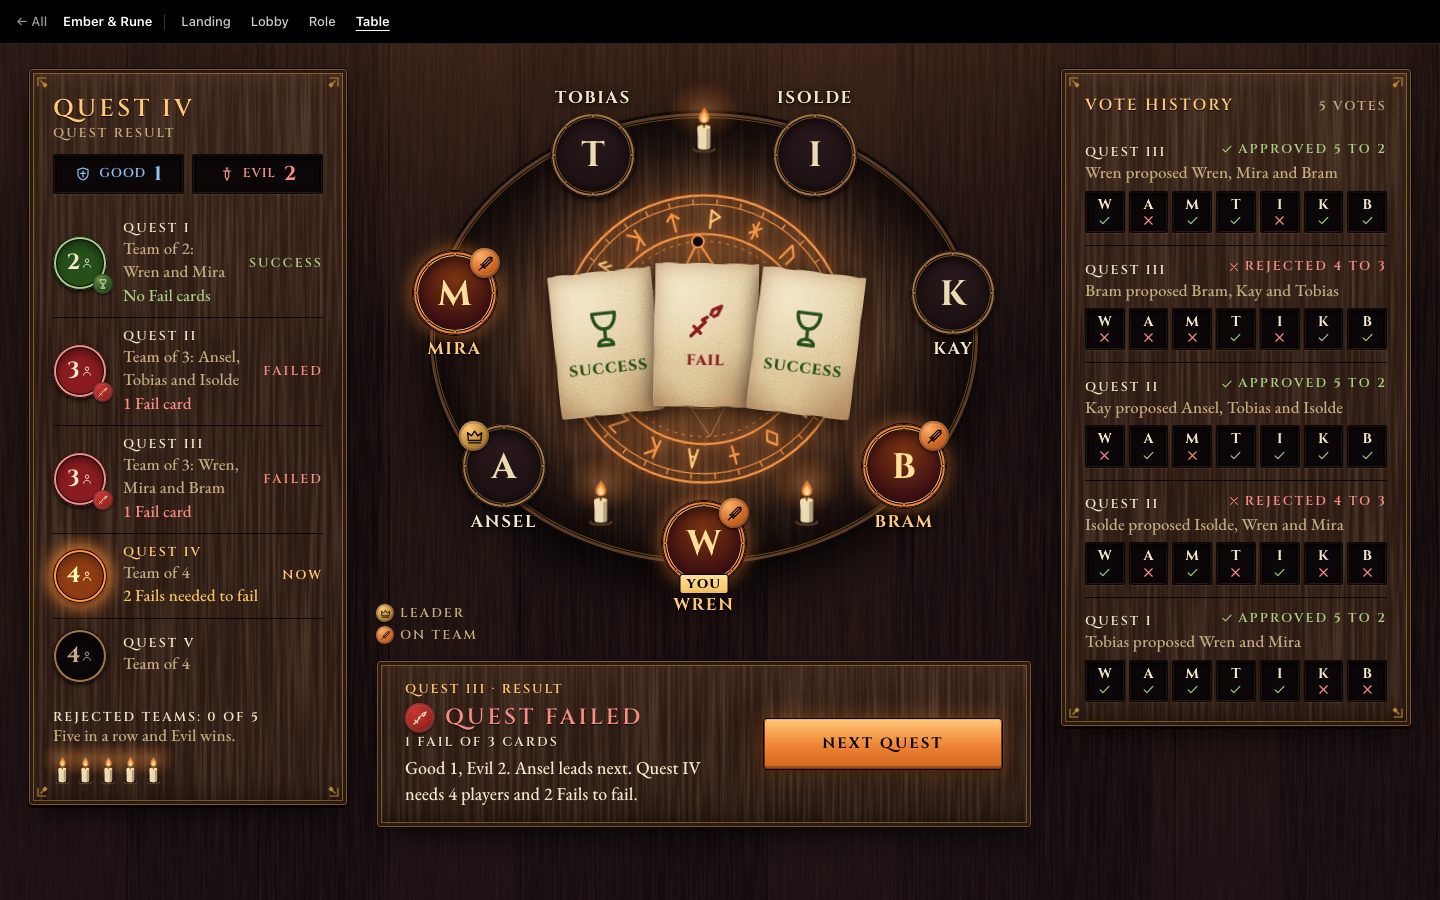 ← All Ember & Rune Landing Lobby Role Table
QUEST IV
QUEST RESULT
GOOD 1 EVIL 2
QUEST I
Team of 2:
Wren and Mira
No Fail cards
2
SUCCESS
QUEST II
Team of 3: Ansel,
Tobias and Isolde
1 Fail card
3
FAILED
QUEST III
Team of 3: Wren,
Mira and Bram
1 Fail card
3
FAILED
QUEST IV
Team of 4
2 Fails needed to fail
4
NOW
QUEST V
Team of 4
4
REJECTED TEAMS: 0 OF 5
Five in a row and Evil wins.
TOBIAS
T
ISOLDE
I
M
MIRA
K
KAY
SUCCESS
FAIL
SUCCESS
A
ANSEL
B
BRAM
W
YOU
WREN
LEADER
ON TEAM
QUEST III · RESULT
QUEST FAILED
1 FAIL OF 3 CARDS
Good 1, Evil 2. Ansel leads next. Quest IV
needs 4 players and 2 Fails to fail.
NEXT QUEST
VOTE HISTORY 5 VOTES
QUEST III ✓ APPROVED 5 TO 2
Wren proposed Wren, Mira and Bram
W A M T I K B
✓ ✕ ✓ ✓ ✕ ✓ ✓
QUEST III ✕ REJECTED 4 TO 3
Bram proposed Bram, Kay and Tobias
W A M T I K B
✕ ✕ ✕ ✓ ✕ ✓ ✓
QUEST II ✓ APPROVED 5 TO 2
Kay proposed Ansel, Tobias and Isolde
W A M T I K B
✕ ✓ ✕ ✓ ✓ ✓ ✓
QUEST II ✕ REJECTED 4 TO 3
Isolde proposed Isolde, Wren and Mira
W A M T I K B
✓ ✕ ✓ ✕ ✓ ✕ ✕
QUEST I ✓ APPROVED 5 TO 2
Tobias proposed Wren and Mira
W A M T I K B
✓ ✓ ✓ ✓ ✓ ✕ ✕